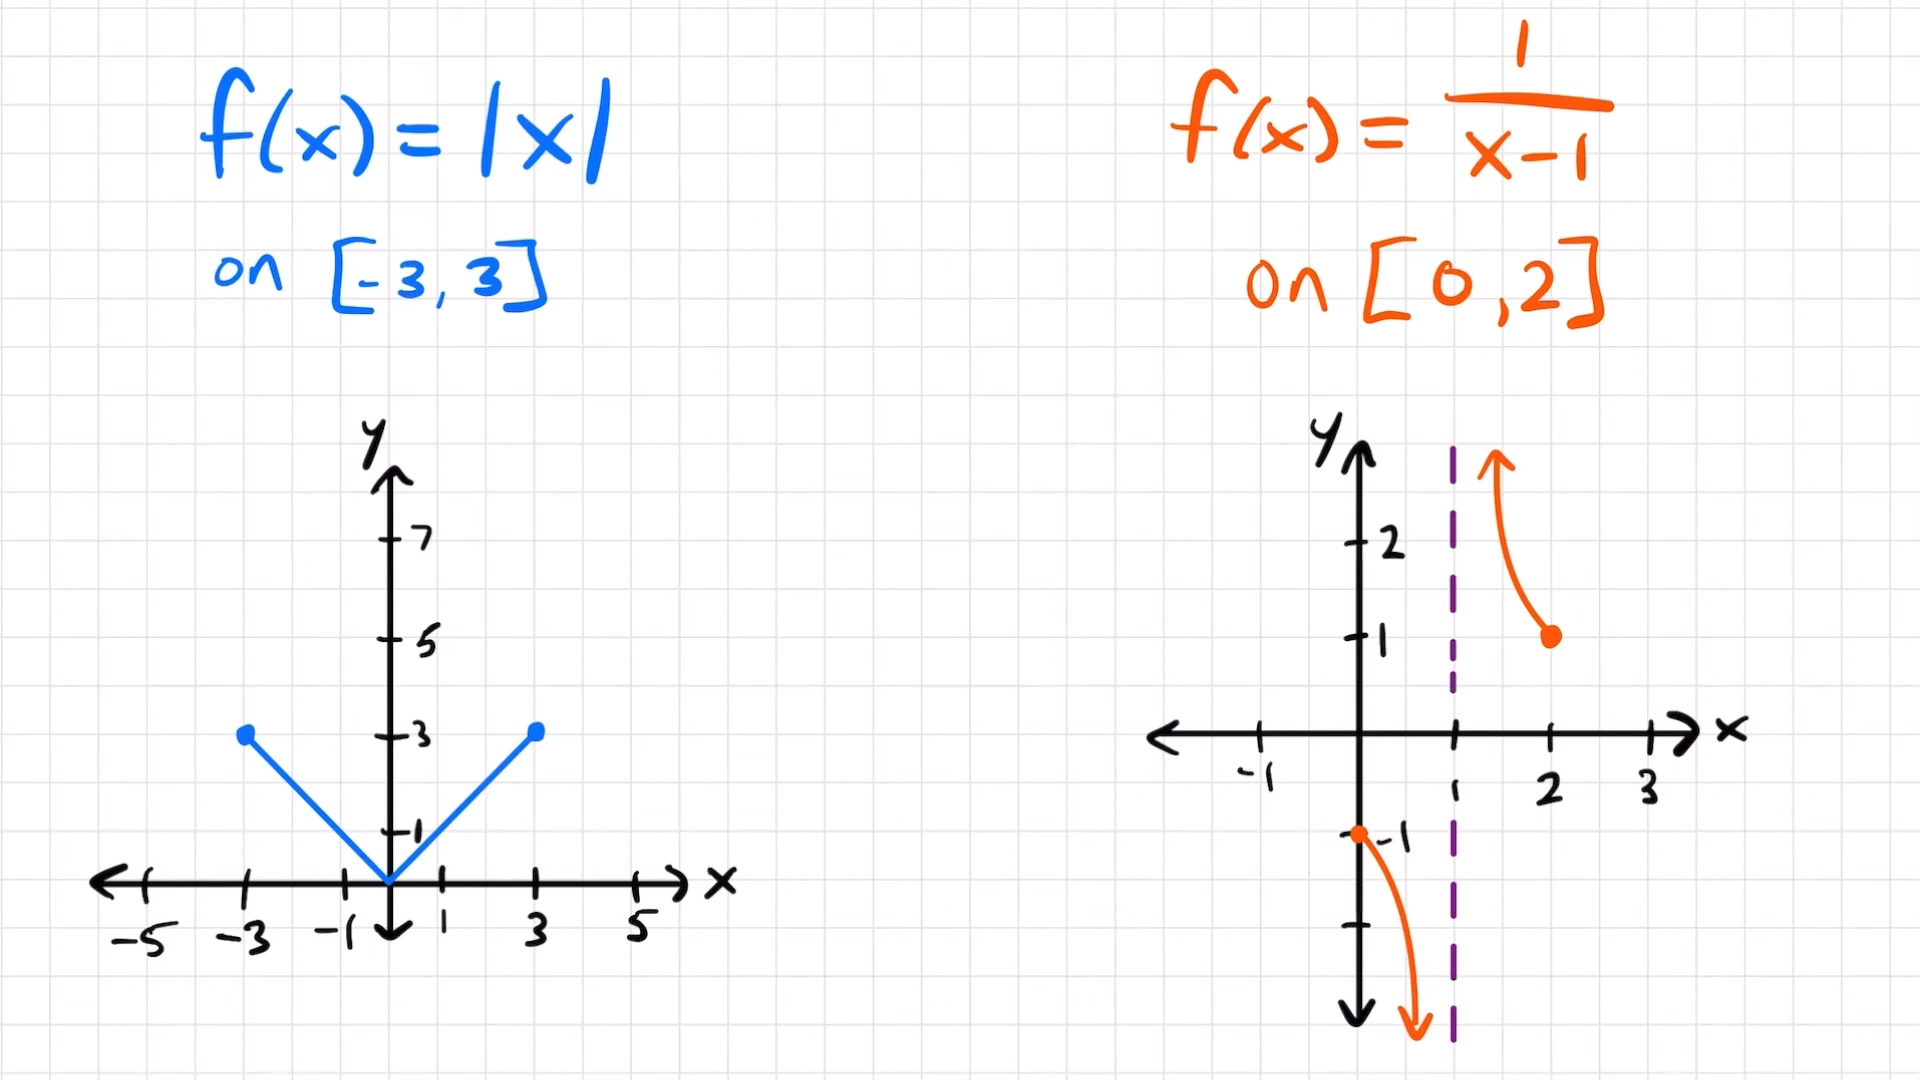 f(x) = |x|
on [-3, 3]
y
7
5
3
1
-5 -3 -1 1 3 5 x
f(x) = 1/(x-1)
on [0, 2]
y
2
1
-1 1 2 3 x
-1